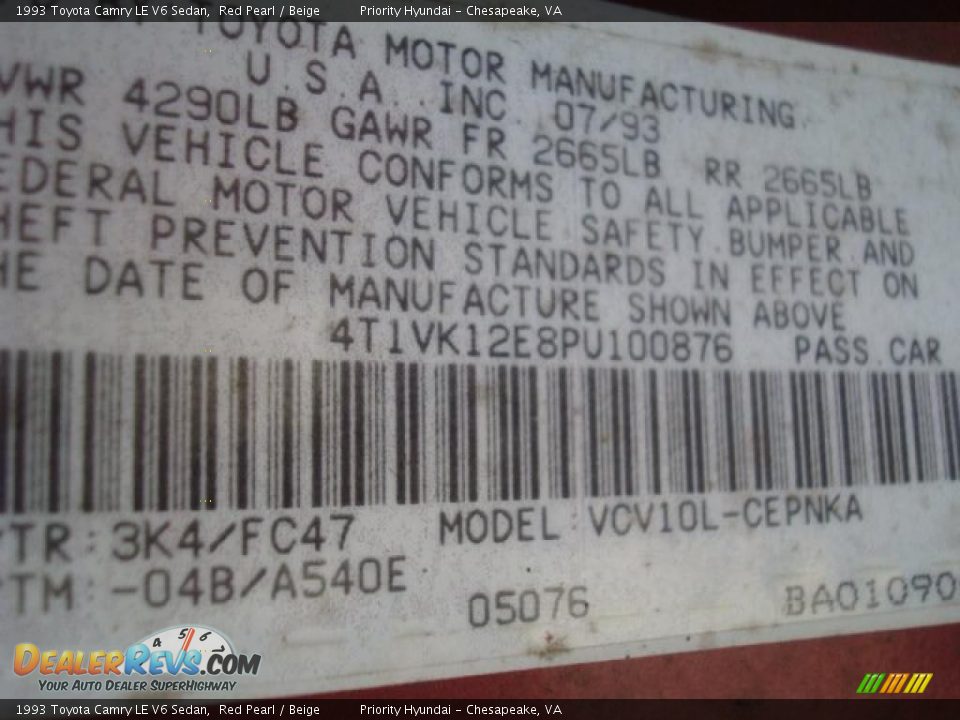 1993 Toyota Camry LE V6 Sedan, Red Pearl / Beige Priority Hyundai - Chesapeake, VA
TOYOTA MOTOR MANUFACTURING
U.S.A. INC. 07/93
VWR 4290LB GAWR FR 2665LB RR 2665LB
HIS VEHICLE CONFORMS TO ALL APPLICABLE
EDERAL MOTOR VEHICLE SAFETY.BUMPER.AND
HEFT PREVENTION STANDARDS IN EFFECT ON
HE DATE OF MANUFACTURE SHOWN ABOVE
4T1VK12E8PU100876 PASS.CAR
TR:3K4/FC47 MODEL:VCV10L-CEPNKA
TM:-04B/A540E
05076 BA01090
4 5 6
DEALERREVS.COM
YOUR AUTO DEALER SUPERHIGHWAY
1993 Toyota Camry LE V6 Sedan, Red Pearl / Beige Priority Hyundai - Chesapeake, VA